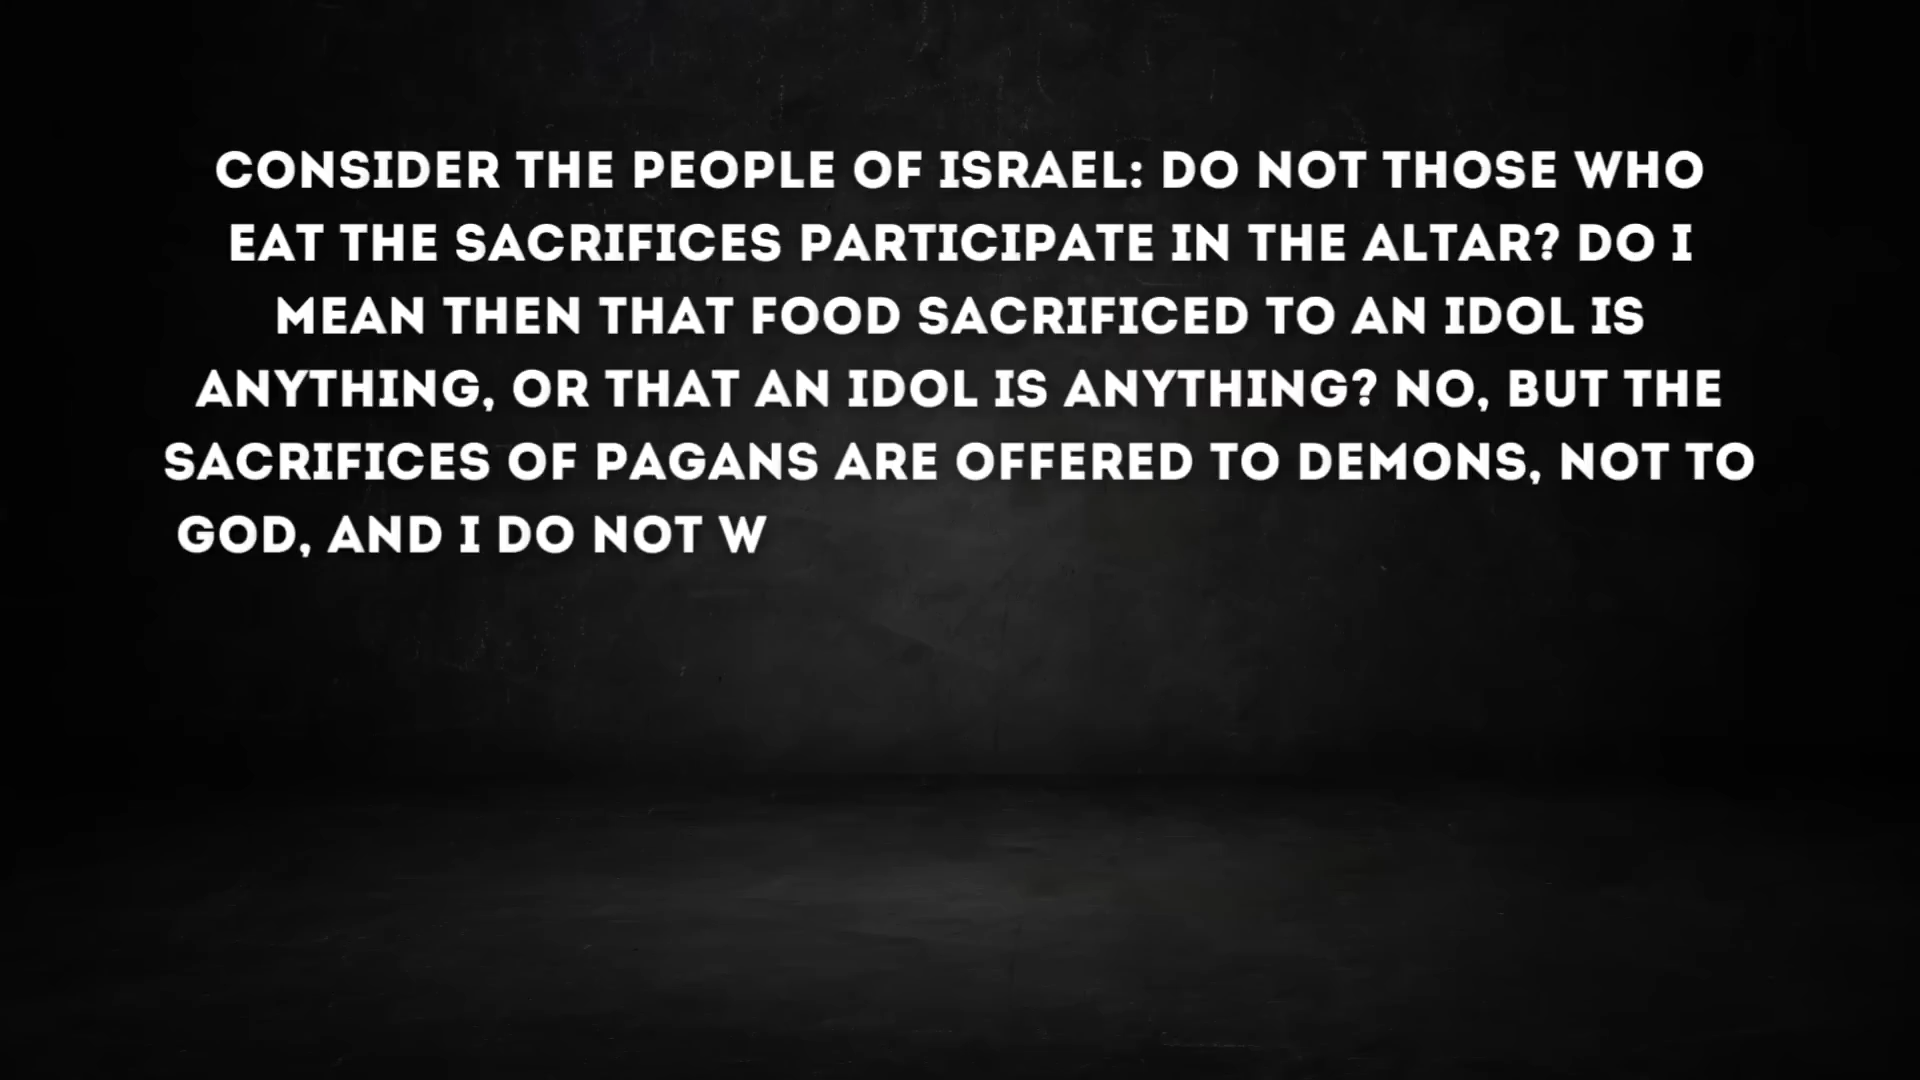 CONSIDER THE PEOPLE OF ISRAEL: DO NOT THOSE WHO
EAT THE SACRIFICES PARTICIPATE IN THE ALTAR? DO I
MEAN THEN THAT FOOD SACRIFICED TO AN IDOL IS
ANYTHING, OR THAT AN IDOL IS ANYTHING? NO, BUT THE
SACRIFICES OF PAGANS ARE OFFERED TO DEMONS, NOT TO
GOD, AND I DO NOT W